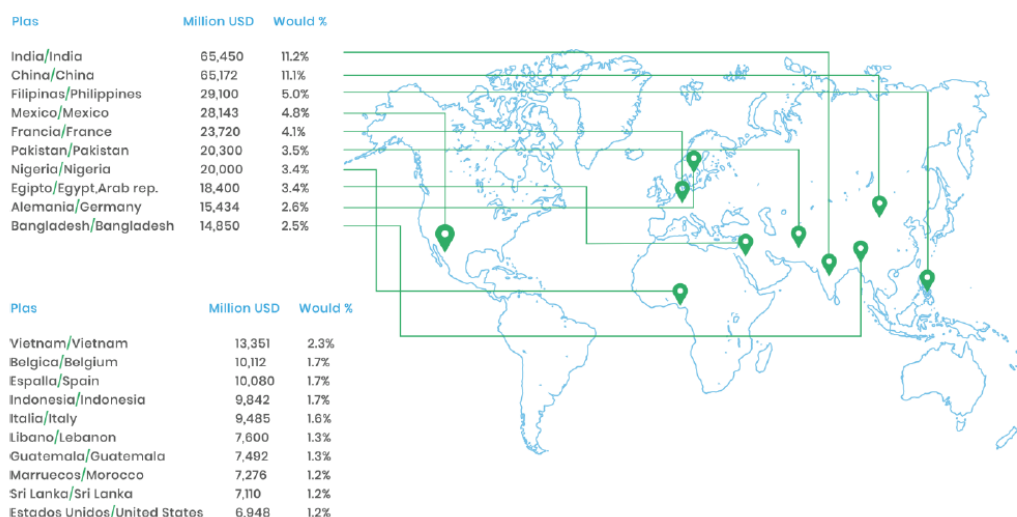 Plas Million USD Would %
India/India 65,450 11.2%
China/China 65,172 11.1%
Filipinas/Philippines 29,100 5.0%
Mexico/Mexico 28,143 4.8%
Francia/France 23,720 4.1%
Pakistan/Pakistan 20,300 3.5%
Nigeria/Nigeria 20,000 3.4%
Egipto/Egypt,Arab rep. 18,400 3.4%
Alemania/Germany 15,434 2.6%
Bangladesh/Bangladesh 14,850 2.5%
Plas Million USD Would %
Vietnam/Vietnam 13,351 2.3%
Belgica/Belgium 10,112 1.7%
Espalla/Spain 10,080 1.7%
Indonesia/Indonesia 9,842 1.7%
Italia/Italy 9,485 1.6%
Libano/Lebanon 7,600 1.3%
Guatemala/Guatemala 7,492 1.3%
Marruecos/Morocco 7,276 1.2%
Sri Lanka/Sri Lanka 7,110 1.2%
Estados Unidos/United States 6,948 1.2%